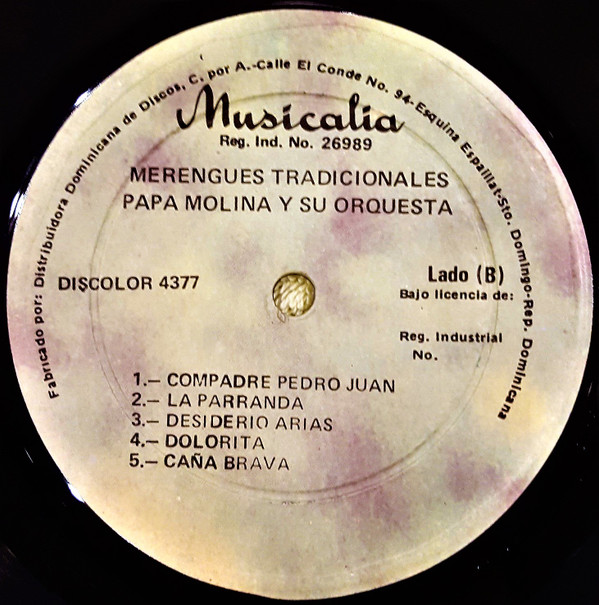 Fabricado por: Distribuidora Dominicana de Discos, C. por A.-Calle El Conde No. 94-Esquina Espaillat-Sto. Domingo-Rep. Dominicana
Musicalia
Reg. Ind. No. 26989
MERENGUES TRADICIONALES
PAPA MOLINA Y SU ORQUESTA
DISCOLOR 4377
Lado (B)
Bajo licencia de:
Reg. Industrial
No.
1.– COMPADRE PEDRO JUAN
2.– LA PARRANDA
3.– DESIDERIO ARIAS
4.– DOLORITA
5.– CAÑA BRAVA